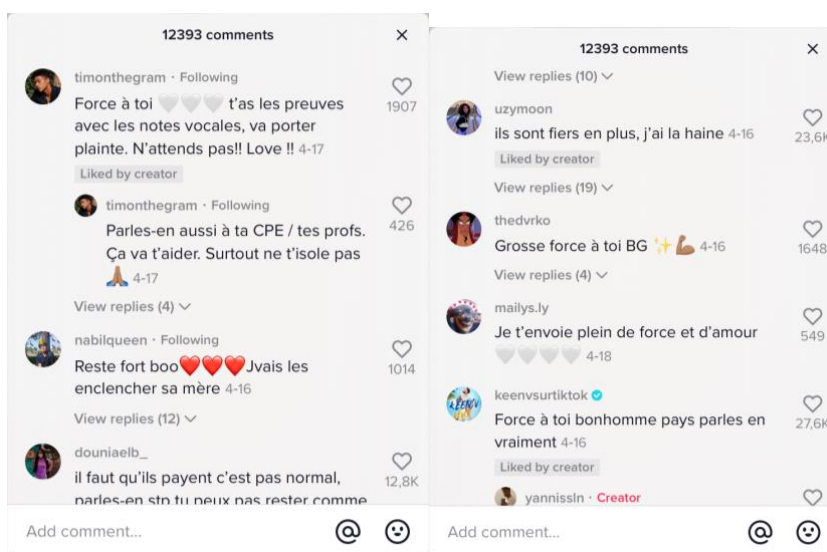 12393 comments
timonthegram · Following
Force à toi 🤍🤍🤍 t'as les preuves
avec les notes vocales, va porter
plainte. N'attends pas!! Love !! 4-17
1907
Liked by creator
timonthegram · Following
Parles-en aussi à ta CPE / tes profs.
Ça va t'aider. Surtout ne t'isole pas
🙏🏽 4-17
426
View replies (4)
nabilqueen · Following
Reste fort boo❤️❤️❤️Jvais les
enclencher sa mère 4-16
1014
View replies (12)
douniaelb_
il faut qu'ils payent c'est pas normal,
parles-en stp tu peux pas rester comme
12,8K
Add comment...
12393 comments
View replies (10)
uzymoon
ils sont fiers en plus, j'ai la haine 4-16
23,6K
Liked by creator
View replies (19)
thedvrko
Grosse force à toi BG ✨💪🏽 4-16
1648
View replies (4)
mailys.ly
Je t'envoie plein de force et d'amour
🤍🤍🤍🤍 4-18
549
keenvsurtiktok
Force à toi bonhomme pays parles en
vraiment 4-16
27,6K
Liked by creator
yannissln · Creator
Add comment...